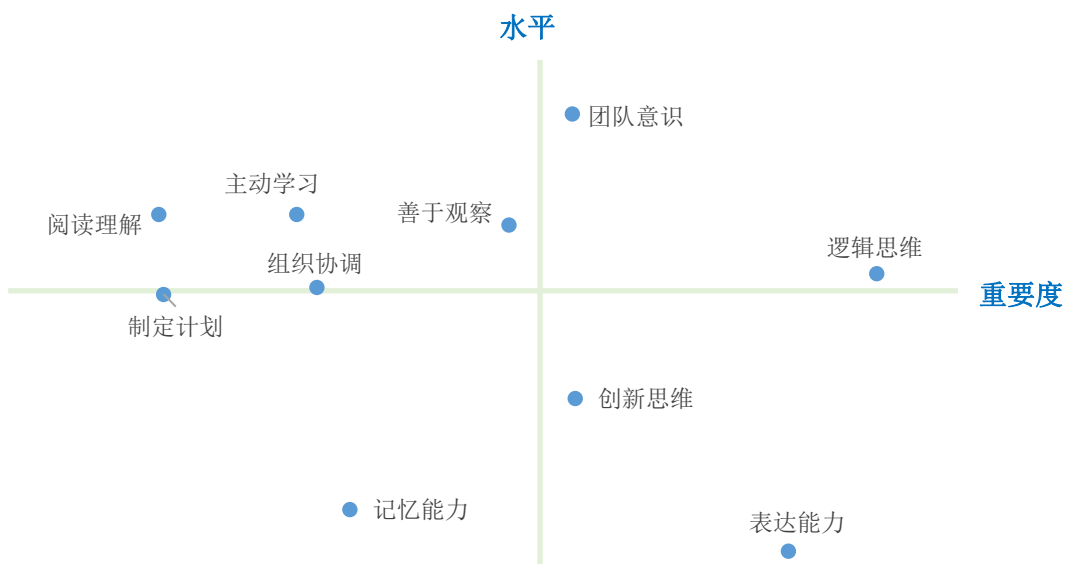 水平
团队意识
主动学习
善于观察
阅读理解
逻辑思维
组织协调
重要度
制定计划
创新思维
记忆能力
表达能力